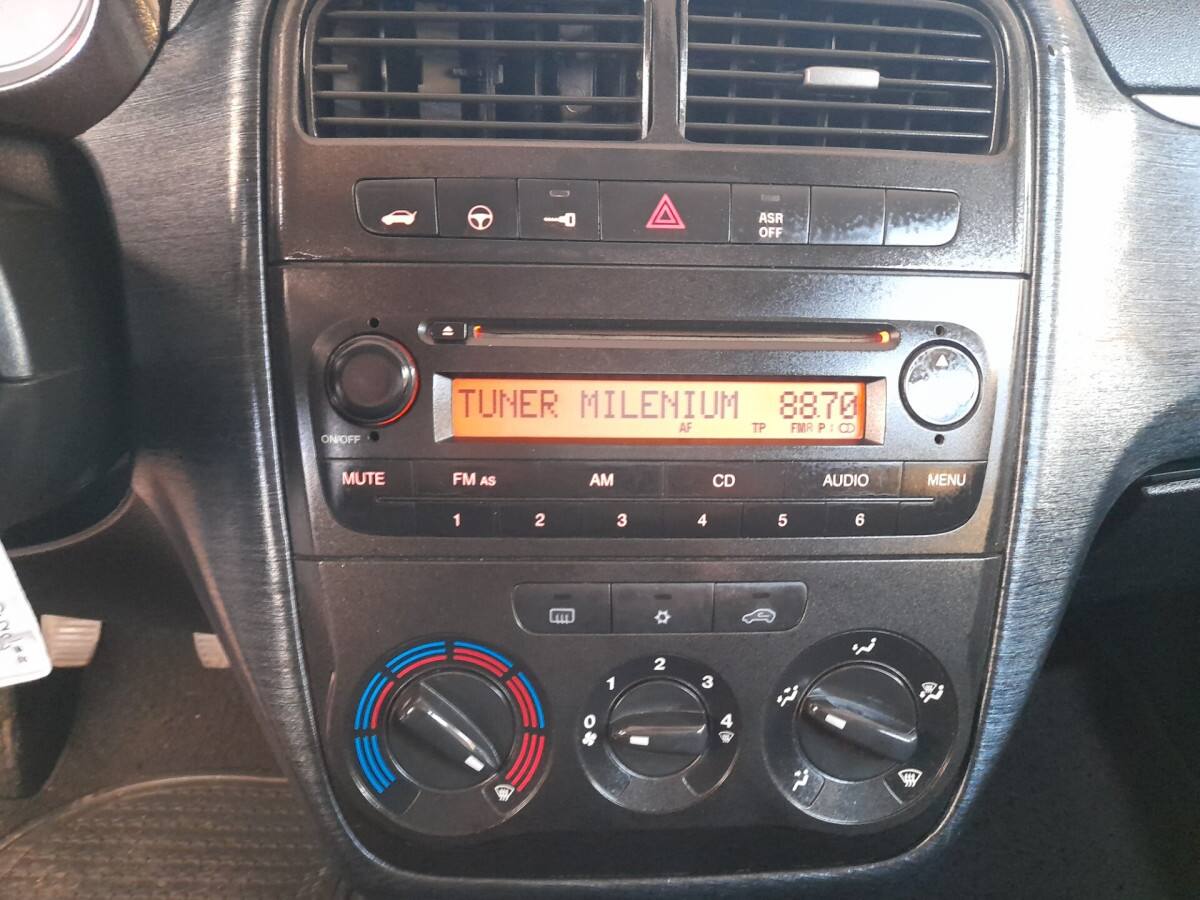 ASR
OFF
TUNER MILENIUM 88.70
AF TP FMR P:
ON/OFF
MUTE FM AS AM CD AUDIO MENU
1 2 3 4 5 6
0 1 2 3 4